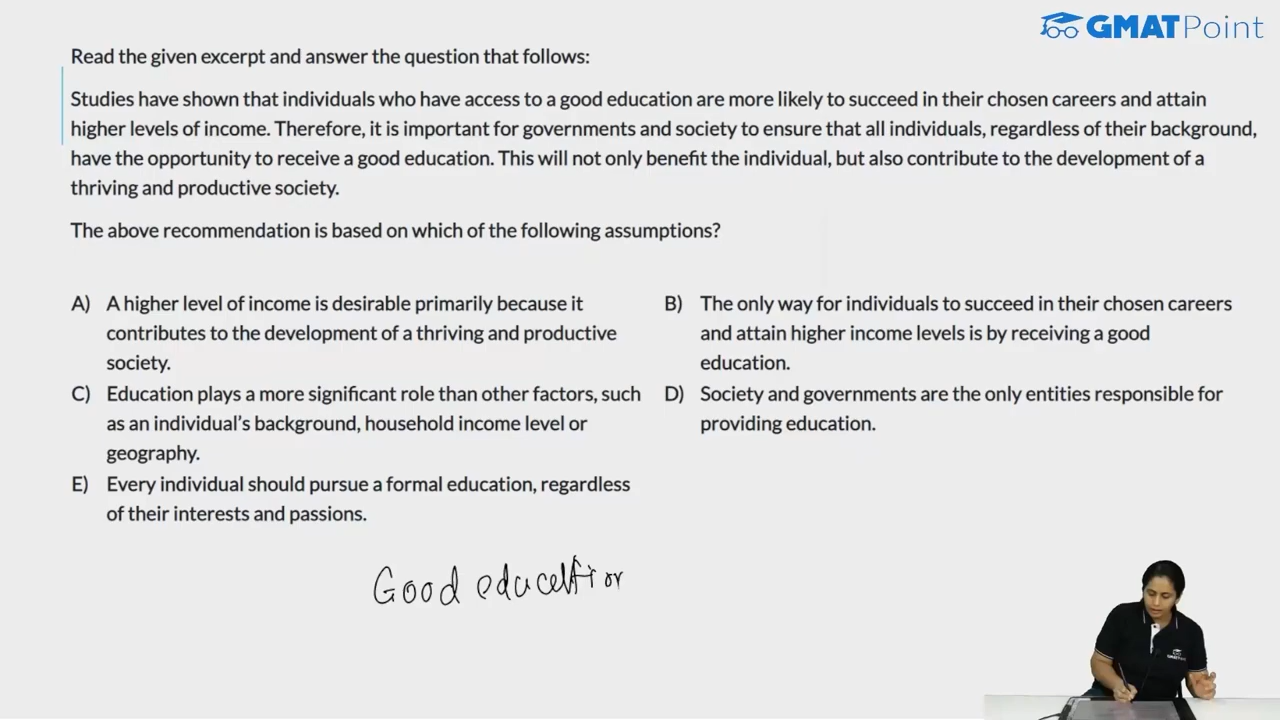 GMAT Point
Read the given excerpt and answer the question that follows:
Studies have shown that individuals who have access to a good education are more likely to succeed in their chosen careers and attain
higher levels of income. Therefore, it is important for governments and society to ensure that all individuals, regardless of their background,
have the opportunity to receive a good education. This will not only benefit the individual, but also contribute to the development of a
thriving and productive society.
The above recommendation is based on which of the following assumptions?
A) A higher level of income is desirable primarily because it
contributes to the development of a thriving and productive
society.
B) The only way for individuals to succeed in their chosen careers
and attain higher income levels is by receiving a good
education.
C) Education plays a more significant role than other factors, such
as an individual's background, household income level or
geography.
D) Society and governments are the only entities responsible for
providing education.
E) Every individual should pursue a formal education, regardless
of their interests and passions.
Good education